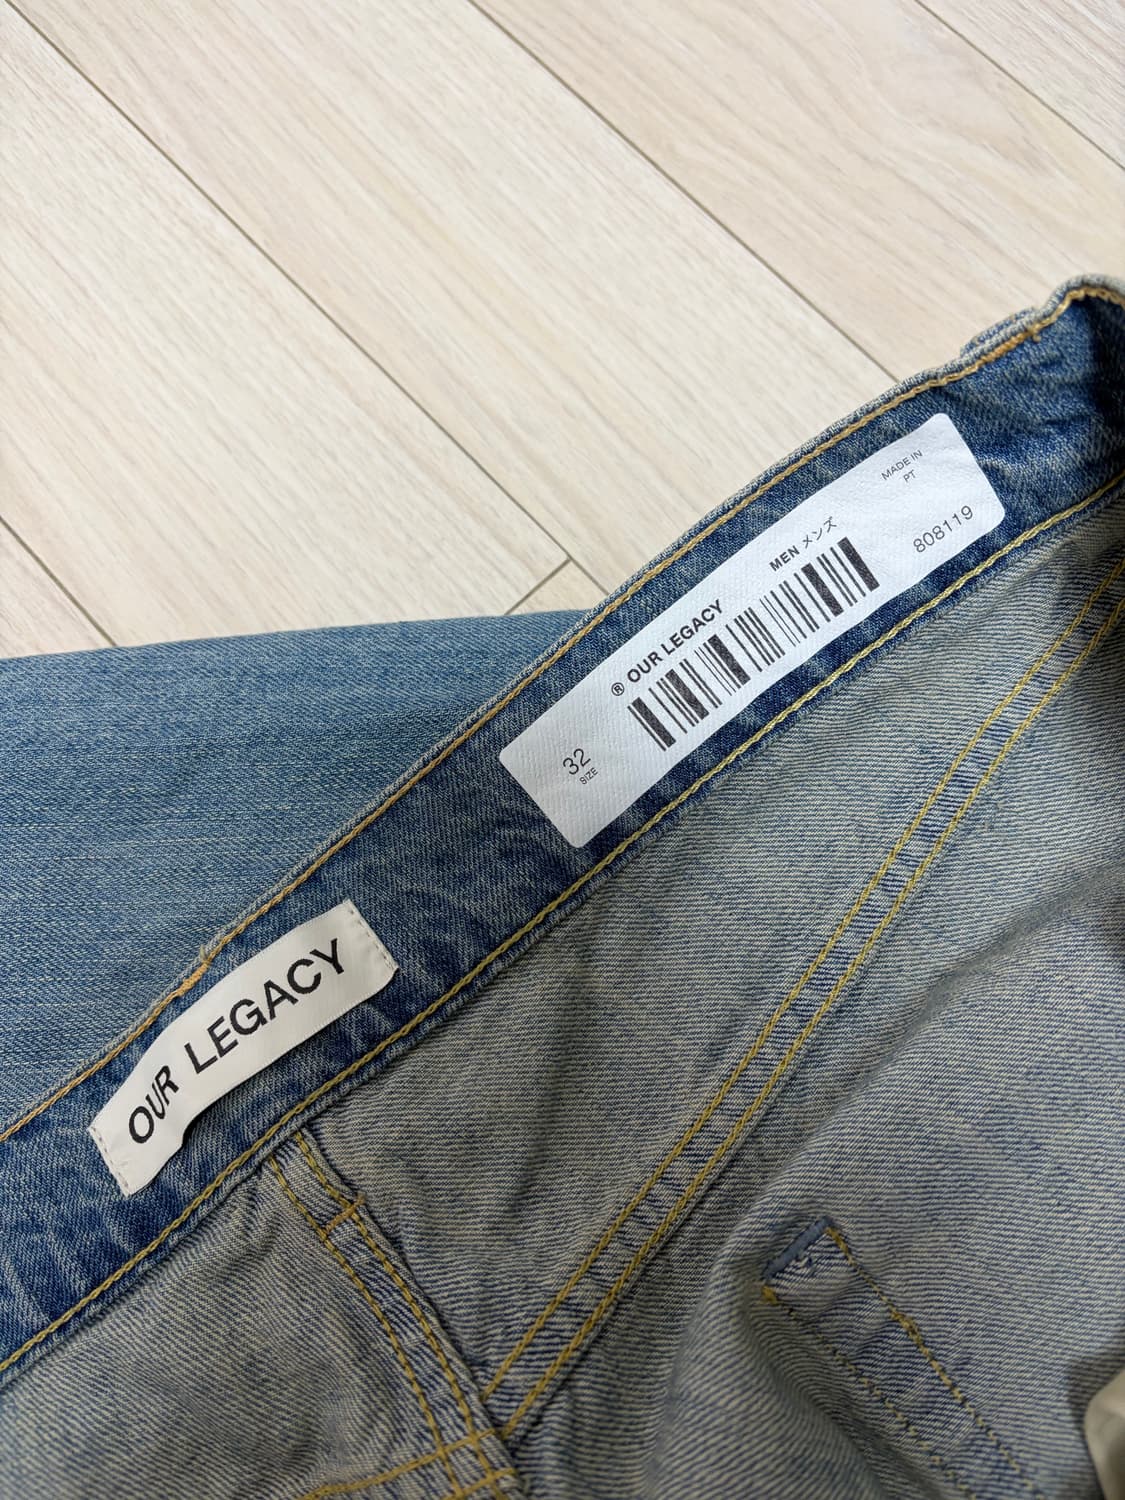 MADE IN
PT
808119
MEN メンズ
® OUR LEGACY
32
SIZE
OUR LEGACY